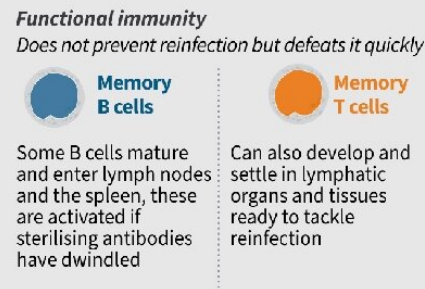 Functional immunity
Does not prevent reinfection but defeats it quickly
Memory
B cells
Some B cells mature
and enter lymph nodes
and the spleen, these
are activated if
sterilising antibodies
have dwindled
Memory
T cells
Can also develop and
settle in lymphatic
organs and tissues
ready to tackle
reinfection